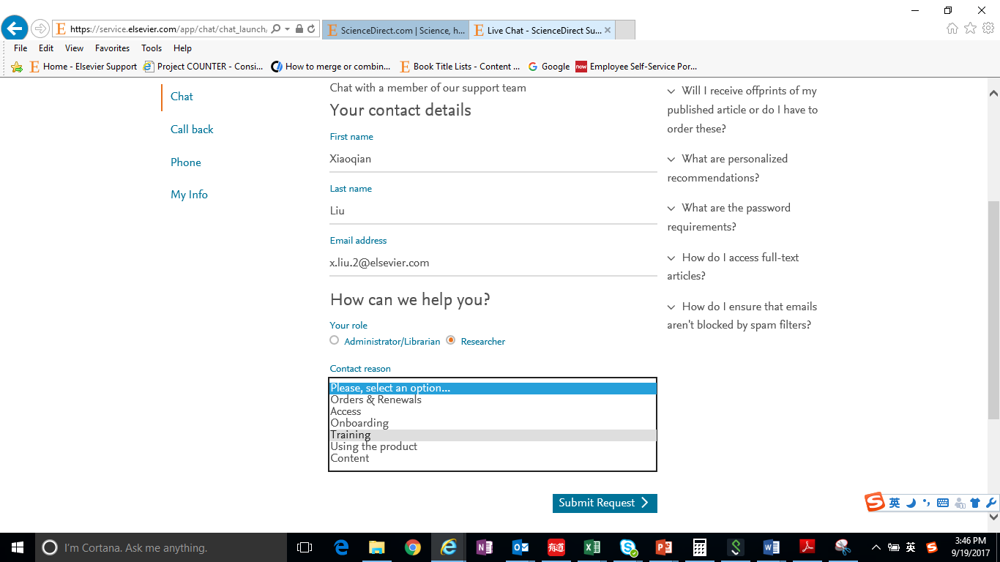 https://service.elsevier.com/app/chat/chat_launch,
ScienceDirect.com | Science, h...
Live Chat - ScienceDirect Su...
File Edit View Favorites Tools Help
Home - Elsevier Support
Project COUNTER - Consi...
How to merge or combin...
Book Title Lists - Content ...
Google
now
Employee Self-Service Por...
Chat
Call back
Phone
My Info
Chat with a member of our support team
Your contact details
First name
Xiaoqian
Last name
Liu
Email address
x.liu.2@elsevier.com
How can we help you?
Your role
Administrator/Librarian Researcher
Contact reason
Please, select an option...
Orders & Renewals
Access
Onboarding
Training
Using the product
Content
Submit Request
Will I receive offprints of my
published article or do I have to
order these?
What are personalized
recommendations?
What are the password
requirements?
How do I access full-text
articles?
How do I ensure that emails
aren't blocked by spam filters?
英
I'm Cortana. Ask me anything.
有道
英
3:46 PM
9/19/2017